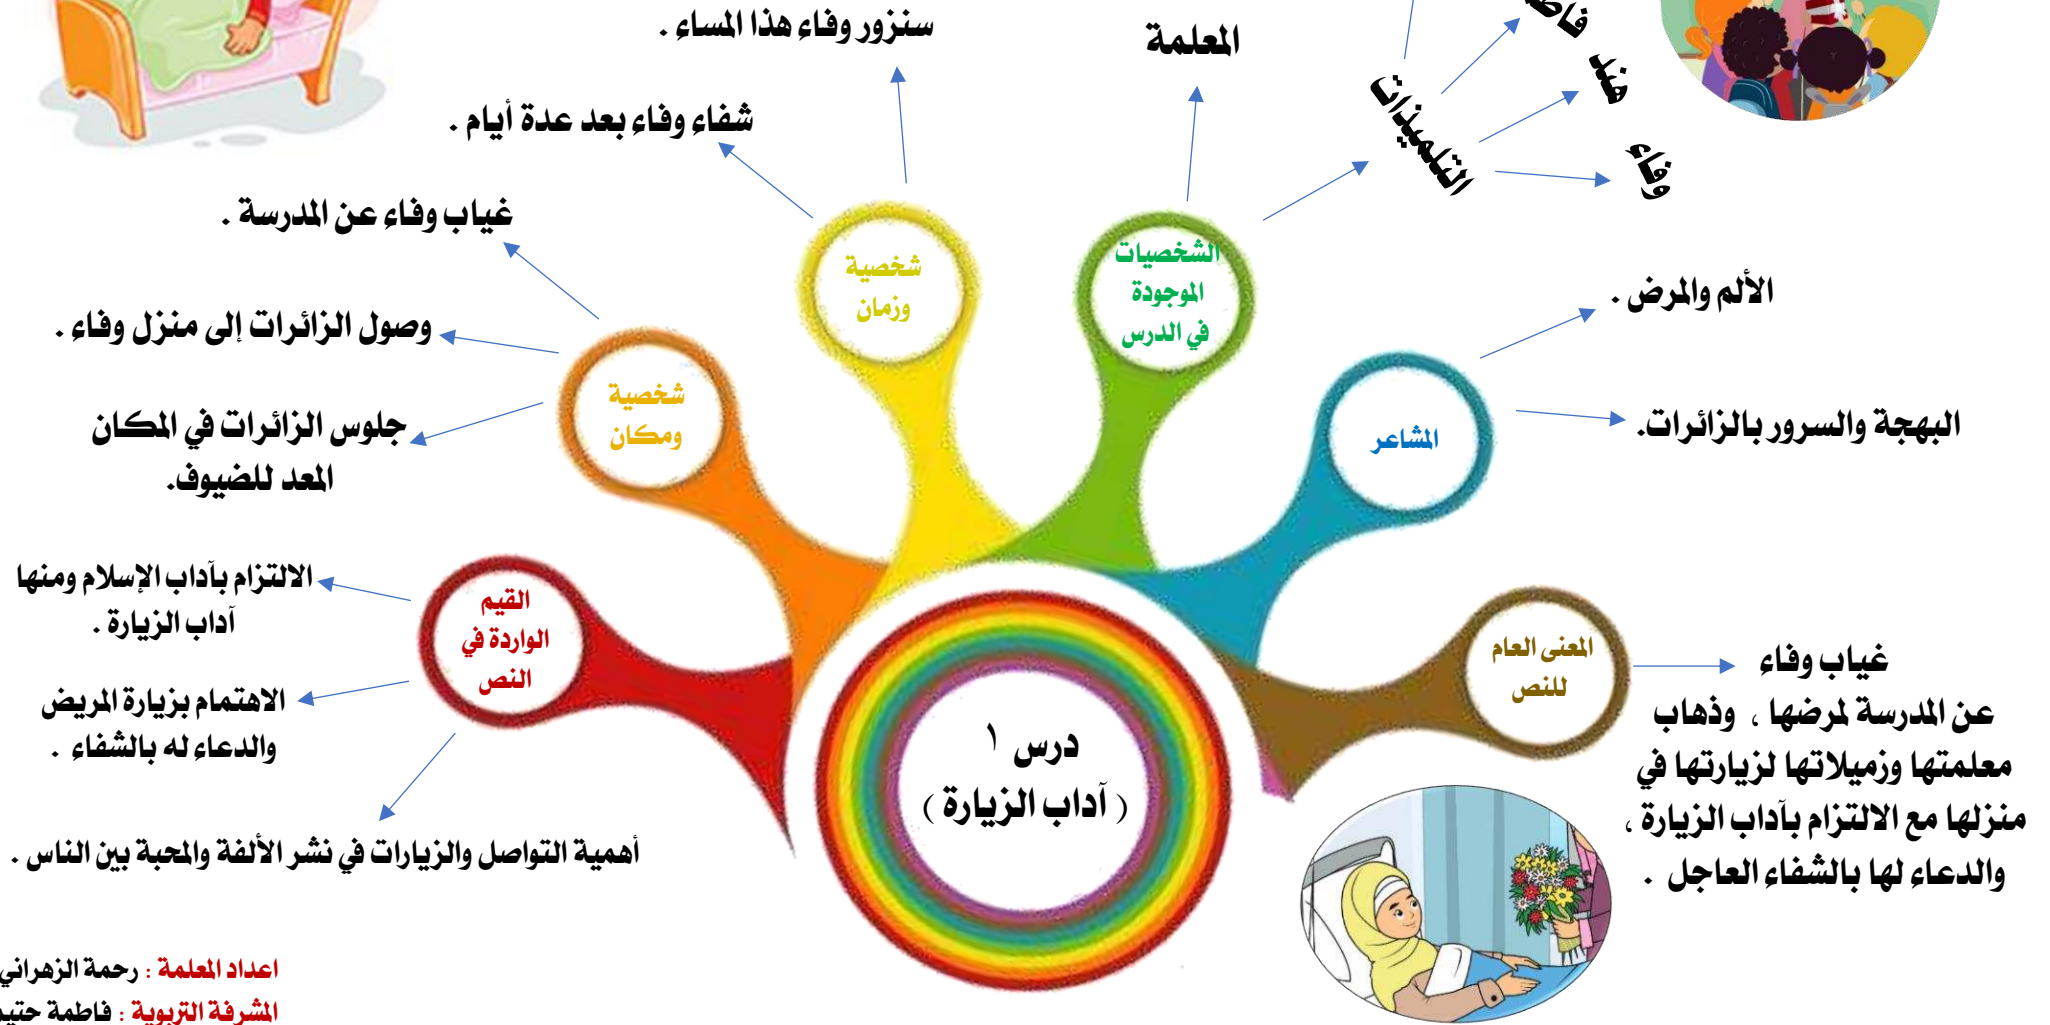 المعلمة
التلميذات
هند
وفاء
الشخصيات
الموجودة
في الدرس
سنزور وفاء هذا المساء .
شفاء وفاء بعد عدة أيام .
شخصية
وزمان
غياب وفاء عن المدرسة .
وصول الزائرات إلى منزل وفاء .
جلوس الزائرات في المكان
المعد للضيوف.
شخصية
ومكان
الألم والمرض .
البهجة والسرور بالزائرات.
المشاعر
الالتزام بآداب الإسلام ومنها
آداب الزيارة .
الاهتمام بزيارة المريض
والدعاء له بالشفاء .
أهمية التواصل والزيارات في نشر الألفة والمحبة بين الناس .
القيم
الواردة في
النص
المعنى العام
للنص
غياب وفاء
عن المدرسة لمرضها ، وذهاب
معلمتها وزميلاتها لزيارتها في
منزلها مع الالتزام بآداب الزيارة ،
والدعاء لها بالشفاء العاجل .
درس ١
( آداب الزيارة )
اعداد المعلمة : رحمة الزهراني
المشرفة التربوية : فاطمة